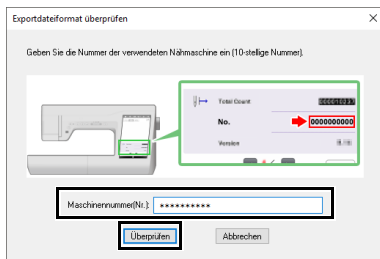 Exportdateiformat überprüfen
Geben Sie die Nummer der verwendeten Nähmaschine ein (10-stellige Nummer).
Total Count
No. 0000000000
Version
Maschinennummer(Nr.): **********
Überprüfen Abbrechen